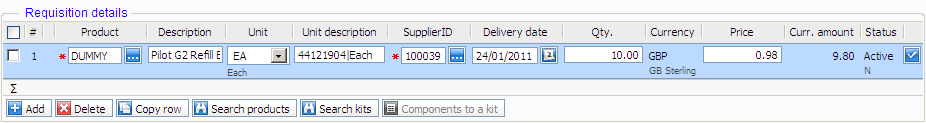 Requisition details
# Product Description Unit Unit description SupplierID Delivery date Qty. Currency Price Curr. amount Status
1 * DUMMY ... Pilot G2 Refill E EA 44121904|Each * 100039 ... 24/01/2011 12 10.00 GBP 0.98 9.80 Active
Each GB Sterling N
Σ
Add Delete Copy row Search products Search kits Components to a kit